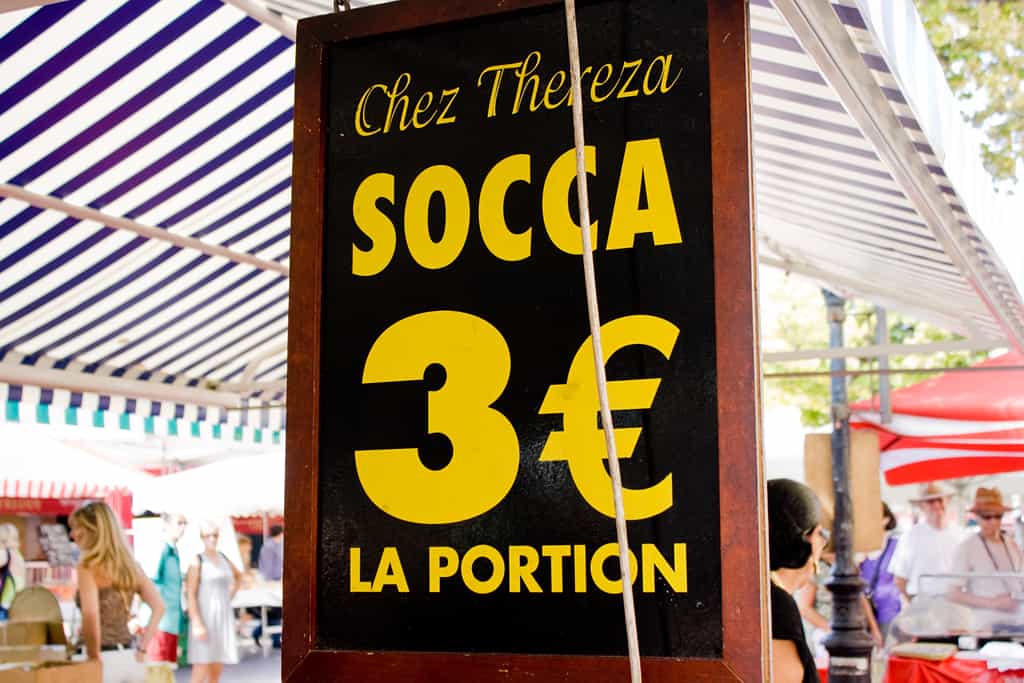 Chez Thereza
SOCCA
3€
LA PORTION